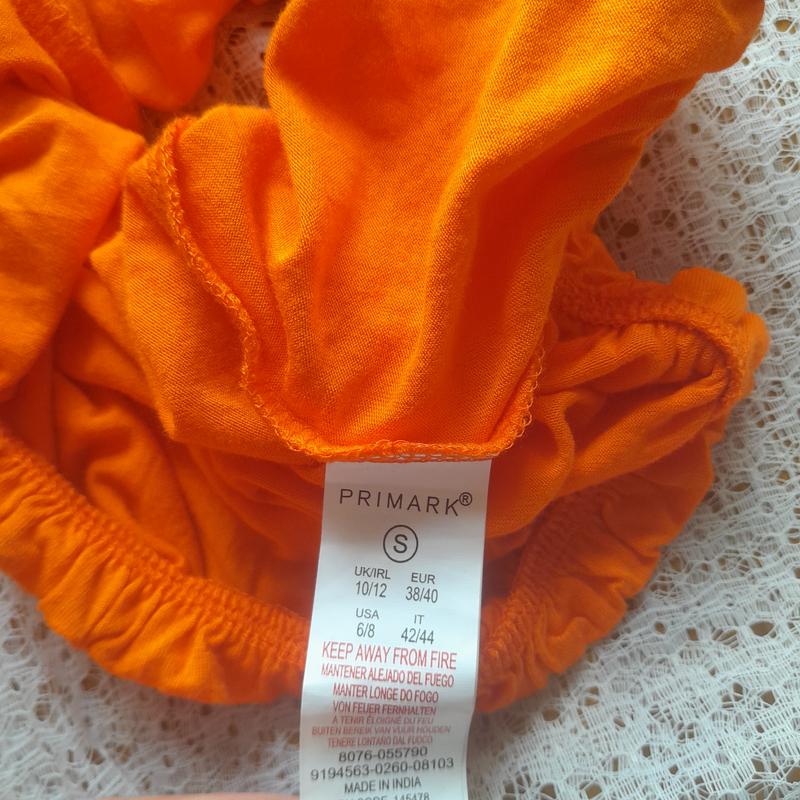 PRIMARK®
S
UK/IRL EUR
10/12 38/40
USA IT
6/8 42/44
KEEP AWAY FROM FIRE
MANTENER ALEJADO DEL FUEGO
MANTER LONGE DO FOGO
VON FEUER FERNHALTEN
À TENIR ÉLOIGNÉ DU FEU
BUITEN BEREIK VAN VUUR HOUDEN
TENERE LONTANO DAL FUOCO
8076-055790
9194563-0260-08103
MADE IN INDIA
CODE: 145478